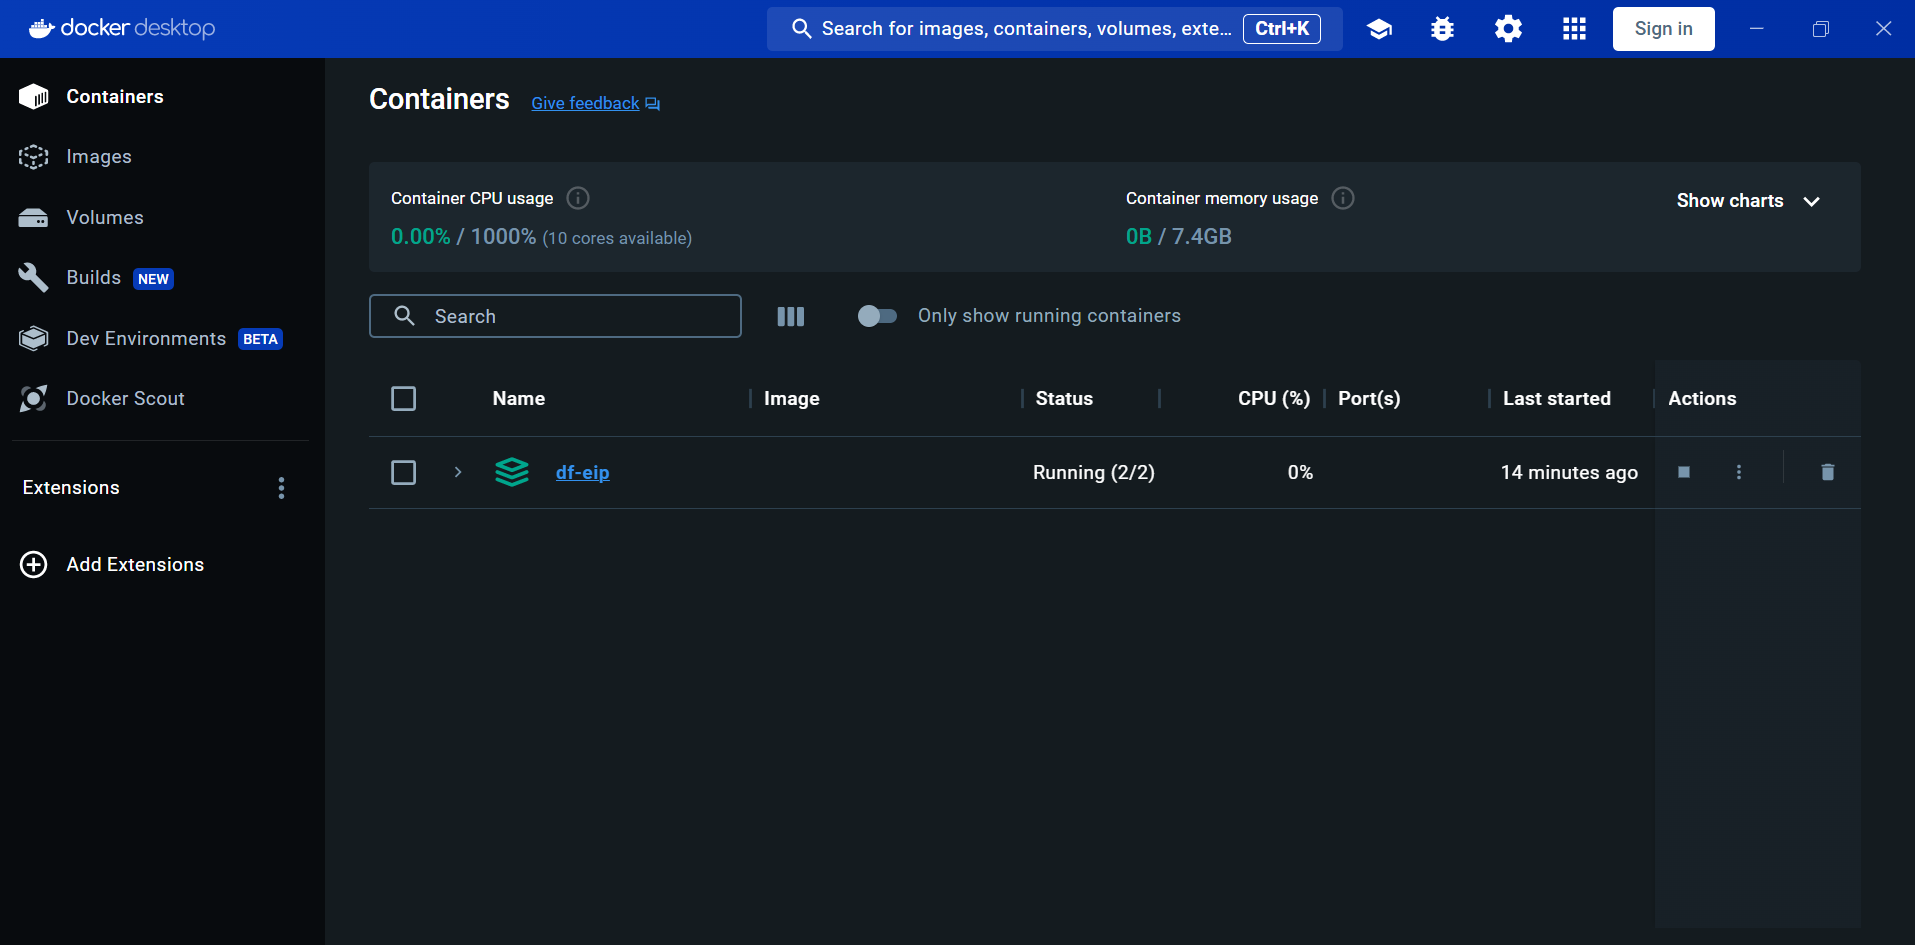 docker desktop
Search for images, containers, volumes, exte... Ctrl+K
Sign in
Containers
Images
Volumes
Builds NEW
Dev Environments BETA
Docker Scout
Extensions
Add Extensions
Containers Give feedback
Container CPU usage
0.00% / 1000% (10 cores available)
Container memory usage
0B / 7.4GB
Show charts
Search
Only show running containers
Name Image Status CPU (%) Port(s) Last started Actions
df-eip Running (2/2) 0% 14 minutes ago